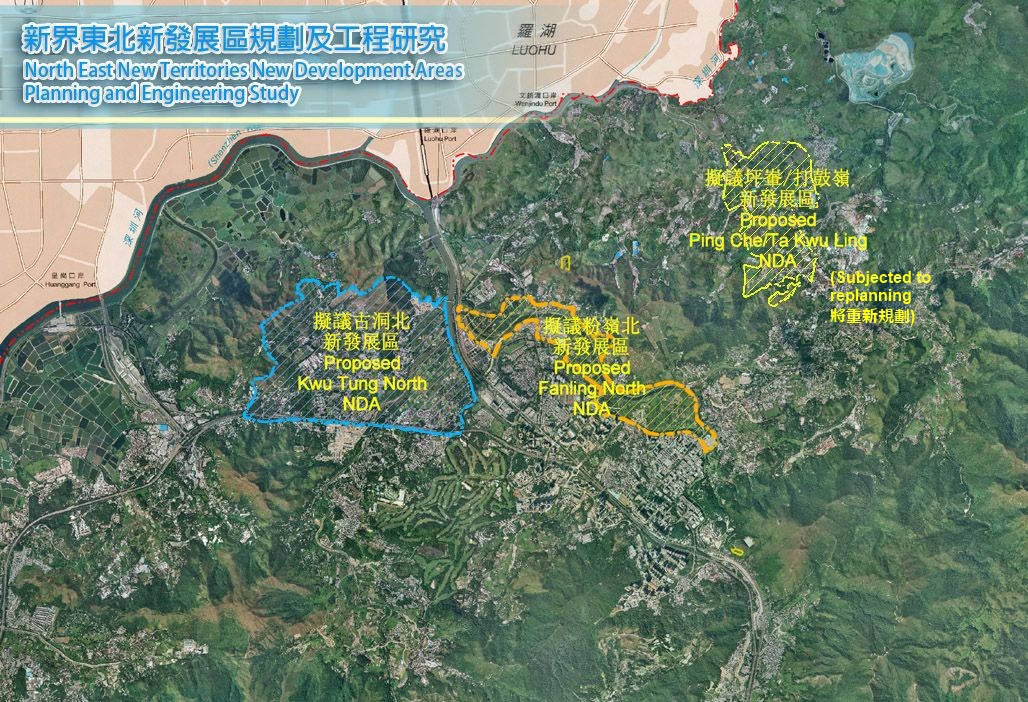 新界東北新發展區規劃及工程研究
North East New Territories New Development Areas
Planning and Engineering Study
羅湖
LUOHU
深圳河
文錦渡口岸
Wenjindu Port
羅湖口岸
Luohu Port
深圳河
皇崗口岸
Huanggang Port
擬議坪輋/打鼓嶺
新發展區
Proposed
Ping Che/Ta Kwu Ling
NDA
(Subjected to
replanning
將重新規劃)
擬議古洞北
新發展區
Proposed
Kwu Tung North
NDA
擬議粉嶺北
新發展區
Proposed
Fanling North
NDA